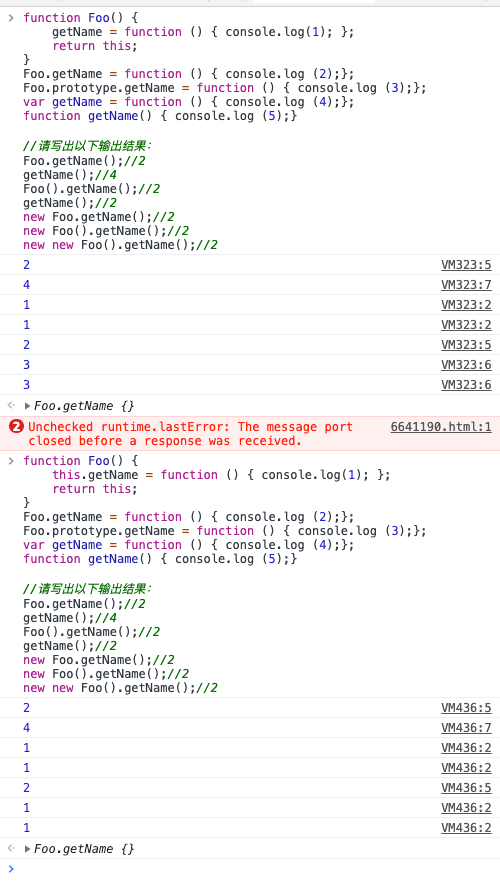 function Foo() {
    getName = function () { console.log(1); };
    return this;
}
Foo.getName = function () { console.log (2);};
Foo.prototype.getName = function () { console.log (3);};
var getName = function () { console.log (4);};
function getName() { console.log (5);}
//请写出以下输出结果：
Foo.getName();//2
getName();//4
Foo().getName();//2
getName();//2
new Foo.getName();//2
new Foo().getName();//2
new new Foo().getName();//2
2 VM323:5
4 VM323:7
1 VM323:2
1 VM323:2
2 VM323:5
3 VM323:6
3 VM323:6
Foo.getName {}
2 Unchecked runtime.lastError: The message port 6641190.html:1
closed before a response was received.
function Foo() {
    this.getName = function () { console.log(1); };
    return this;
}
Foo.getName = function () { console.log (2);};
Foo.prototype.getName = function () { console.log (3);};
var getName = function () { console.log (4);};
function getName() { console.log (5);}
//请写出以下输出结果：
Foo.getName();//2
getName();//4
Foo().getName();//2
getName();//2
new Foo.getName();//2
new Foo().getName();//2
new new Foo().getName();//2
2 VM436:5
4 VM436:7
1 VM436:2
1 VM436:2
2 VM436:5
1 VM436:2
1 VM436:2
Foo.getName {}